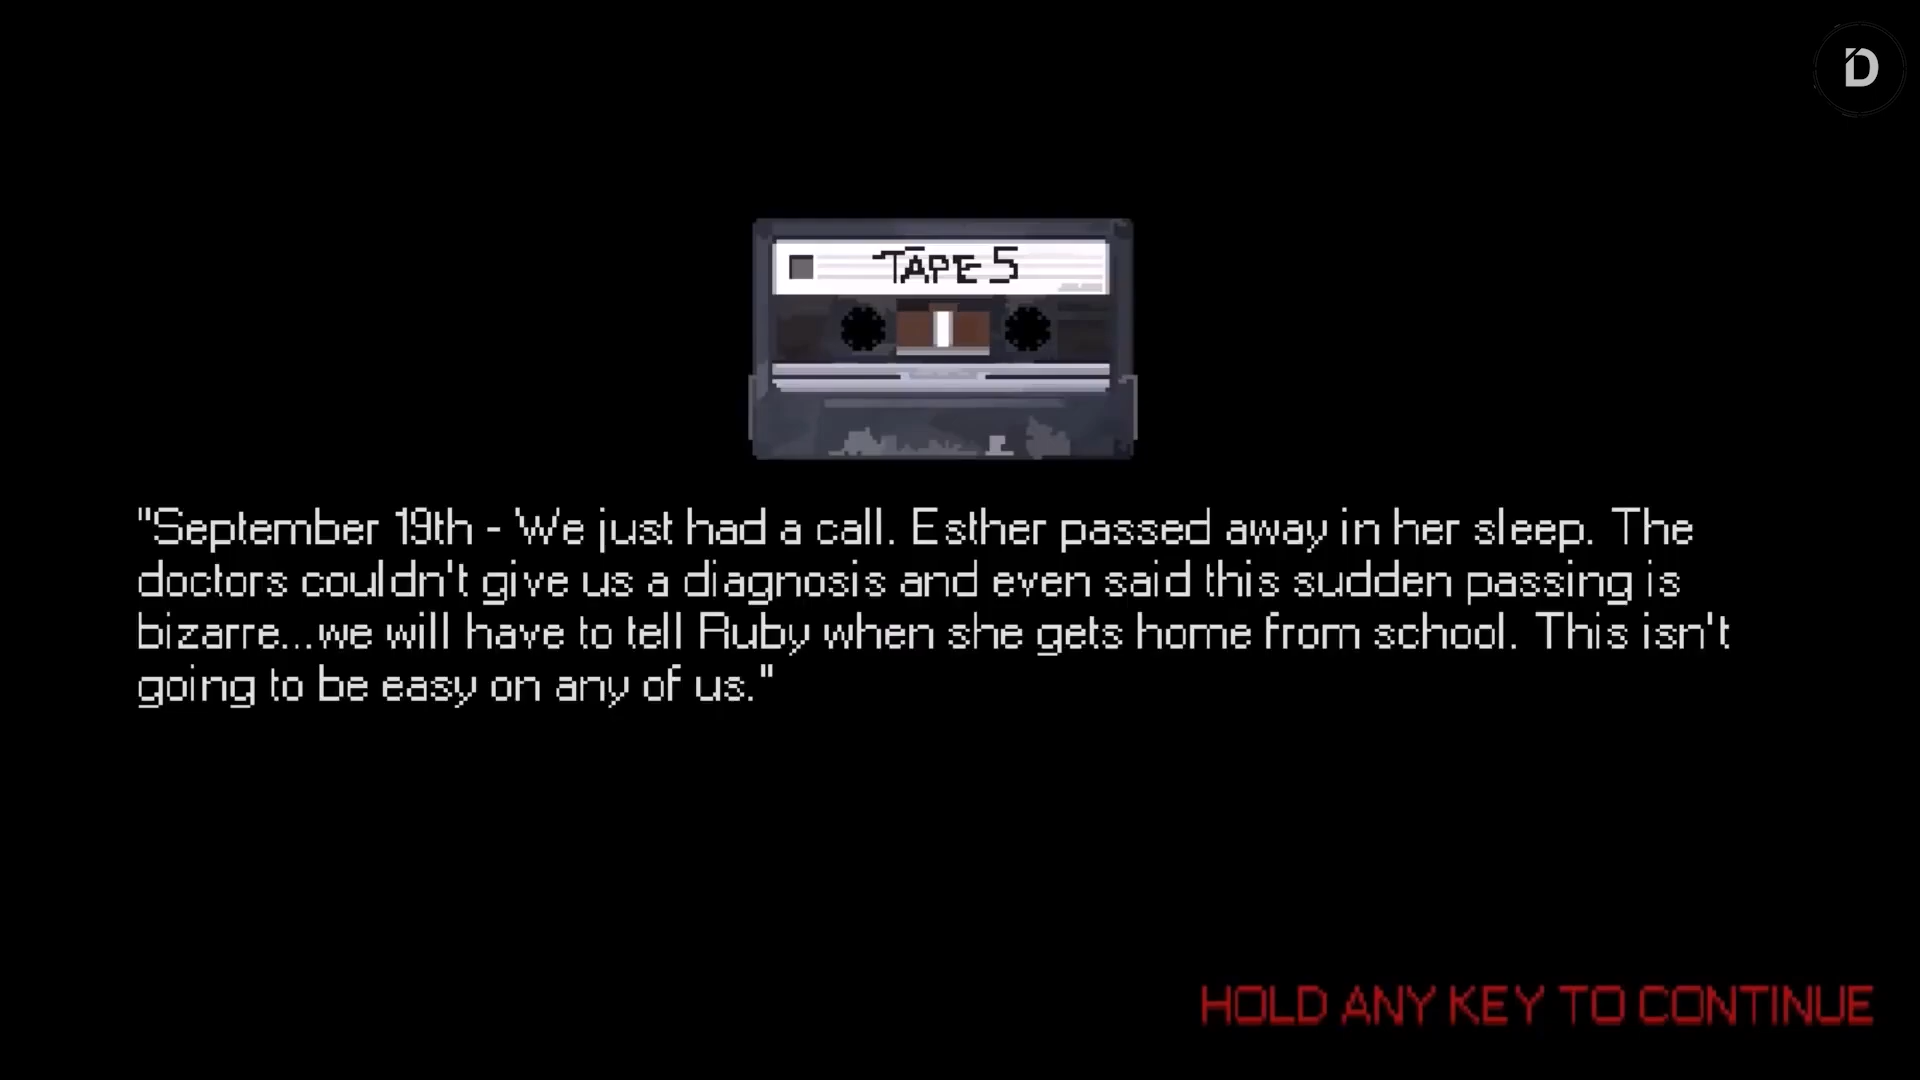 D
TAPE 5
"September 19th - We just had a call. Esther passed away in her sleep. The
doctors couldn't give us a diagnosis and even said this sudden passing is
bizarre...we will have to tell Ruby when she gets home from school. This isn't
going to be easy on any of us."
HOLD ANY KEY TO CONTINUE